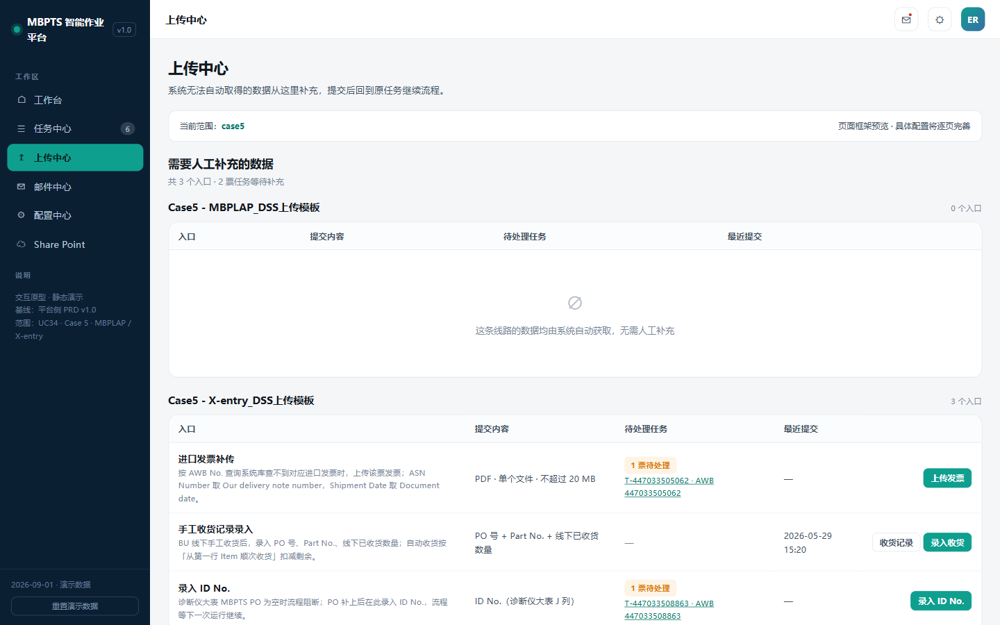 MBPTS 智能作业
平台
v1.0
工作区
工作台
任务中心
6
上传中心
邮件中心
配置中心
Share Point
说明
交互原型 · 静态演示
基线：平台侧 PRD v1.0
范围：UC34 · Case 5 · MBPLAP /
X-entry
2026-09-01 · 演示数据
重置演示数据
上传中心
ER
上传中心
系统无法自动取得的数据从这里补充，提交后回到原任务继续流程。
当前范围：case5
页面框架预览 · 具体配置将逐页完善
需要人工补充的数据
共 3 个入口 · 2 票任务等待补充
Case5 - MBPLAP_DSS上传模板
0 个入口
入口 提交内容 待处理任务 最近提交
这条线路的数据均由系统自动获取，无需人工补充
Case5 - X-entry_DSS上传模板
3 个入口
入口 提交内容 待处理任务 最近提交
进口发票补传
按 AWB No. 查询系统库查不到对应进口发票时，上传该票发票；ASN
Number 取 Our delivery note number，Shipment Date 取 Document
date。
PDF · 单个文件 · 不超过 20 MB
1 票待处理
T-447033505062 · AWB
447033505062
—
上传发票
手工收货记录录入
BU 线下手工收货后，录入 PO 号、Part No.、线下已收货数量；自动收货按
「从第一行 Item 顺次收货」扣减剩余。
PO 号 + Part No. + 线下已收货
数量
—
2026-05-29
15:20
收货记录
录入收货
录入 ID No.
诊断仪大表 MBPTS PO 为空时流程阻断；PO 补上后在此录入 ID No.，流程
等下一次运行继续。
ID No.（诊断仪大表 J 列）
1 票待处理
T-447033508863 · AWB
447033508863
—
录入 ID No.